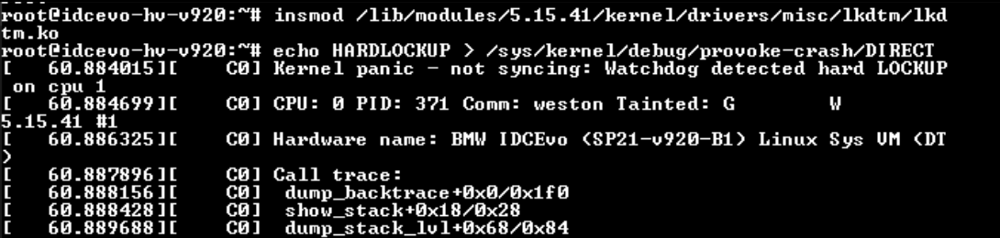 root@idcevo-hv-v920:~# insmod /lib/modules/5.15.41/kernel/drivers/misc/lkdtm/lkd
tm.ko
root@idcevo-hv-v920:~# echo HARDLOCKUP > /sys/kernel/debug/provoke-crash/DIRECT
[   60.884015][    C0] Kernel panic - not syncing: Watchdog detected hard LOCKUP
 on cpu 1
[   60.884699][    C0] CPU: 0 PID: 371 Comm: weston Tainted: G        W
5.15.41 #1
[   60.886325][    C0] Hardware name: BMW IDCEvo (SP21-v920-B1) Linux Sys VM (DT
)
[   60.887896][    C0] Call trace:
[   60.888156][    C0]  dump_backtrace+0x0/0x1f0
[   60.888428][    C0]  show_stack+0x18/0x28
[   60.889688][    C0]  dump_stack_lvl+0x68/0x84